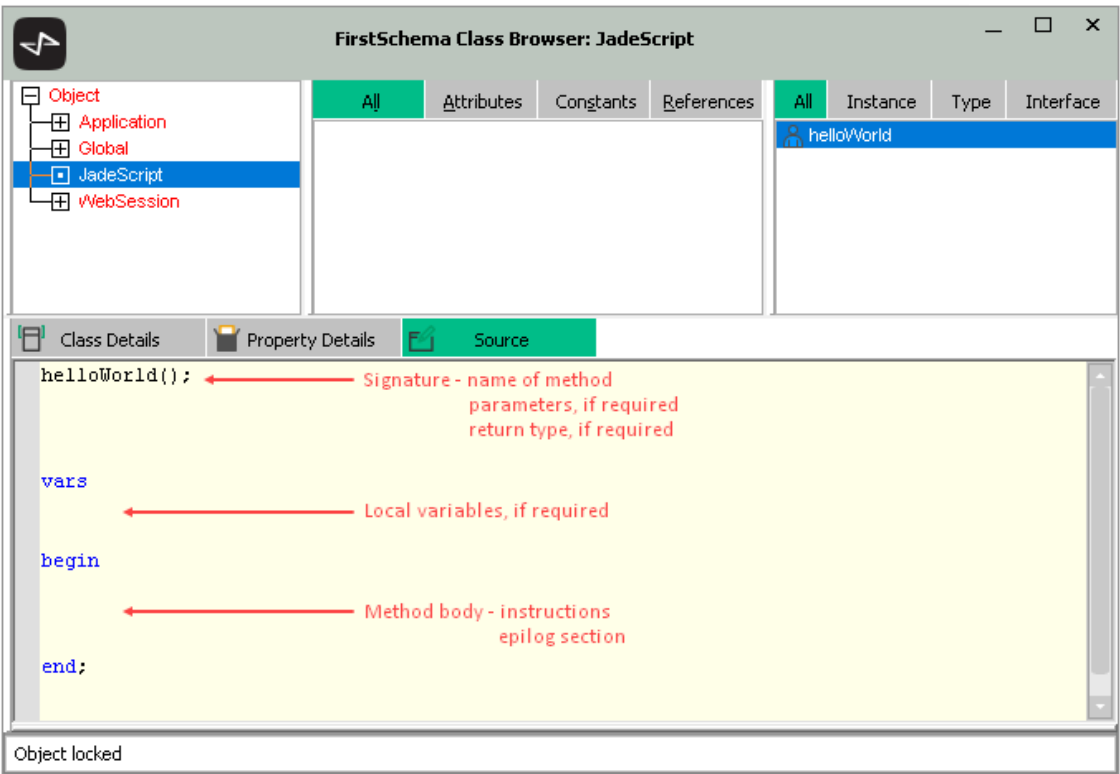 FirstSchema Class Browser: JadeScript
Object
Application
Global
JadeScript
WebSession
All Attributes Constants References
All Instance Type Interface
helloWorld
Class Details Property Details Source
helloWorld(); Signature - name of method
parameters, if required
return type, if required
vars
Local variables, if required
begin
Method body - instructions
epilog section
end;
Object locked